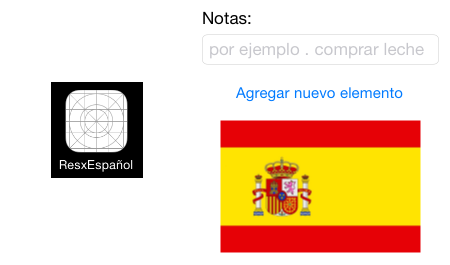 Notas:
por ejemplo . comprar leche
Agregar nuevo elemento
ResxEspañol